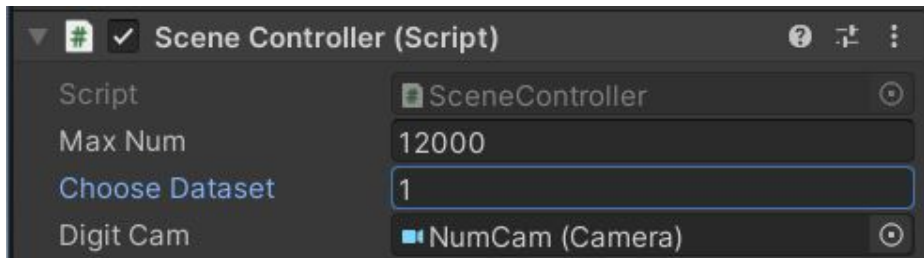 Scene Controller (Script)
Script SceneController
Max Num 12000
Choose Dataset 1
Digit Cam NumCam (Camera)